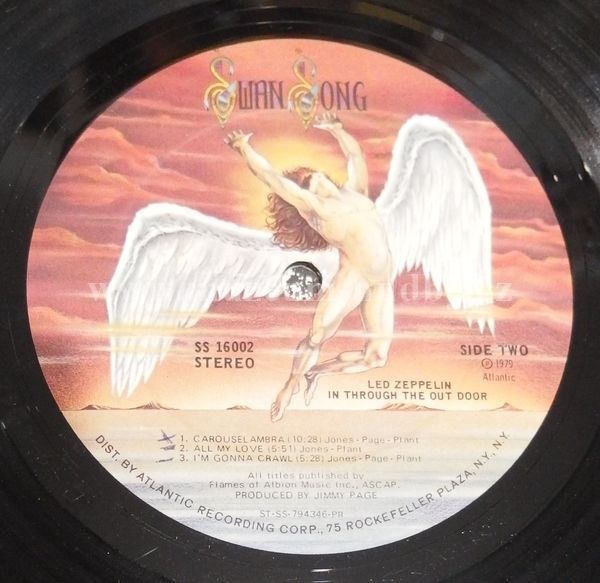 SWAN SONG
SS 16002
STEREO
SIDE TWO
℗ 1979
Atlantic
LED ZEPPELIN
IN THROUGH THE OUT DOOR
1. CAROUSELAMBRA (10:28) Jones - Page - Plant
2. ALL MY LOVE (5:51) Jones - Plant
3. I'M GONNA CRAWL (5:28) Jones - Page - Plant
All titles published by
Flames of Albion Music Inc., ASCAP.
PRODUCED BY JIMMY PAGE
ST-SS-794346-PR
DIST. BY ATLANTIC RECORDING CORP., 75 ROCKEFELLER PLAZA, N.Y., N.Y.